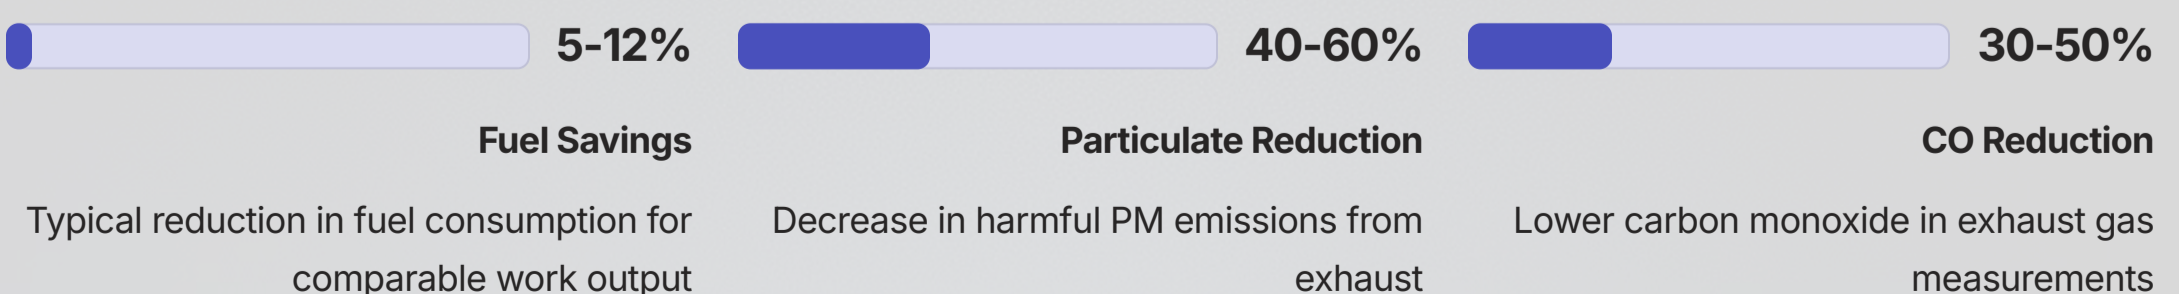 5-12%
Fuel Savings
Typical reduction in fuel consumption for
comparable work output
40-60%
Particulate Reduction
Decrease in harmful PM emissions from
exhaust
30-50%
CO Reduction
Lower carbon monoxide in exhaust gas
measurements